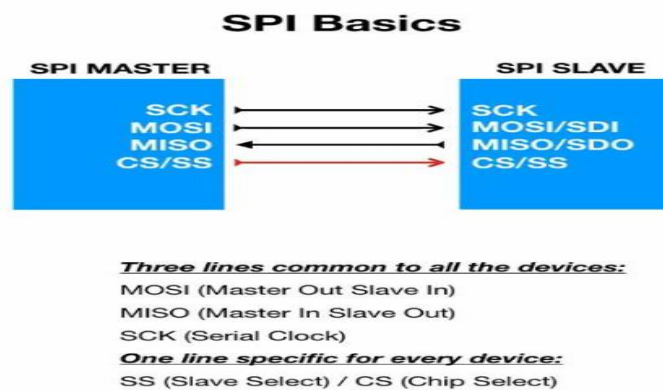 SPI Basics
SPI MASTER
SPI SLAVE
SCK
MOSI
MISO
CS/SS
SCK
MOSI/SDI
MISO/SDO
CS/SS
Three lines common to all the devices:
MOSI (Master Out Slave In)
MISO (Master In Slave Out)
SCK (Serial Clock)
One line specific for every device:
SS (Slave Select) / CS (Chip Select)